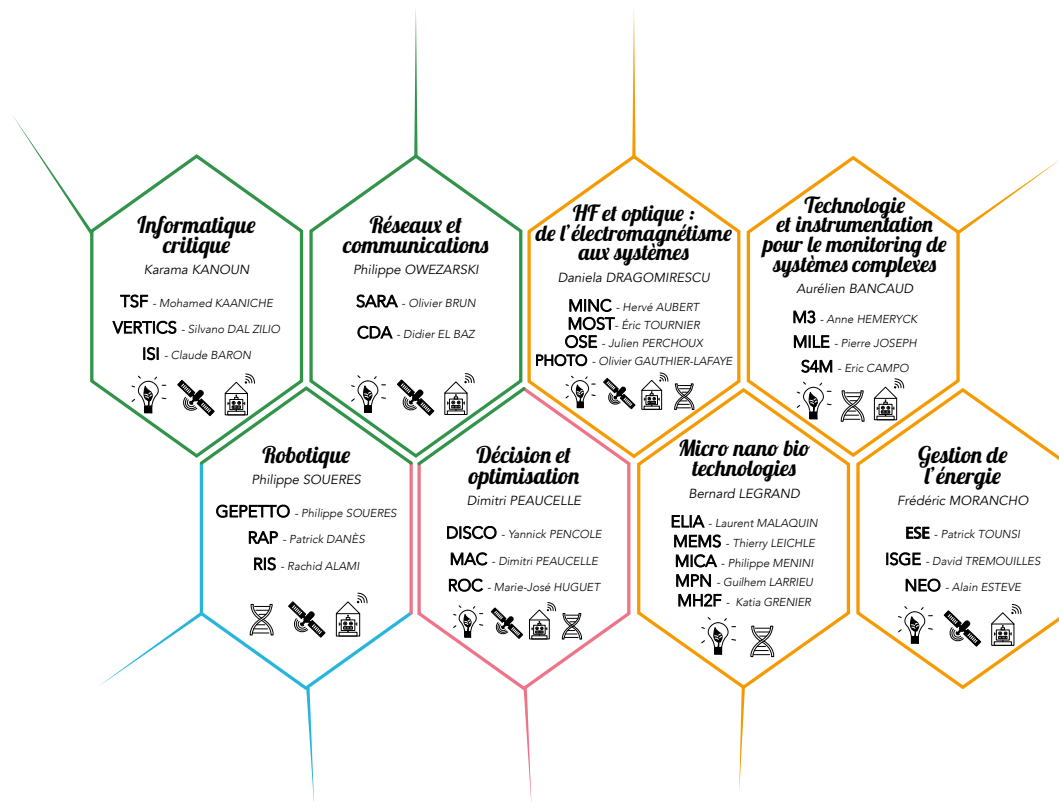 Informatique
critique
Karama KANOUN
TSF - Mohamed KAANICHE
VERTICS - Silvano DAL ZILIO
ISI - Claude BARON
Réseaux et
communications
Philippe OWEZARSKI
SARA - Olivier BRUN
CDA - Didier EL BAZ
HF et optique :
de l'électromagnétisme
aux systèmes
Daniela DRAGOMIRESCU
MINC - Hervé AUBERT
MOST - Éric TOURNIER
OSE - Julien PERCHOUX
PHOTO - Olivier GAUTHIER-LAFAYE
Technologie
et instrumentation
pour le monitoring de
systèmes complexes
Aurélien BANCAUD
M3 - Anne HEMERYCK
MILE - Pierre JOSEPH
S4M - Eric CAMPO
Robotique
Philippe SOUERES
GEPETTO - Philippe SOUERES
RAP - Patrick DANÈS
RIS - Rachid ALAMI
Décision et
optimisation
Dimitri PEAUCELLE
DISCO - Yannick PENCOLE
MAC - Dimitri PEAUCELLE
ROC - Marie-José HUGUET
Micro nano bio
technologies
Bernard LEGRAND
ELIA - Laurent MALAQUIN
MEMS - Thierry LEICHLE
MICA - Philippe MENINI
MPN - Guilhem LARRIEU
MH2F - Katia GRENIER
Gestion de
l'énergie
Frédéric MORANCHO
ESE - Patrick TOUNSI
ISGE - David TREMOUILLES
NEO - Alain ESTEVE